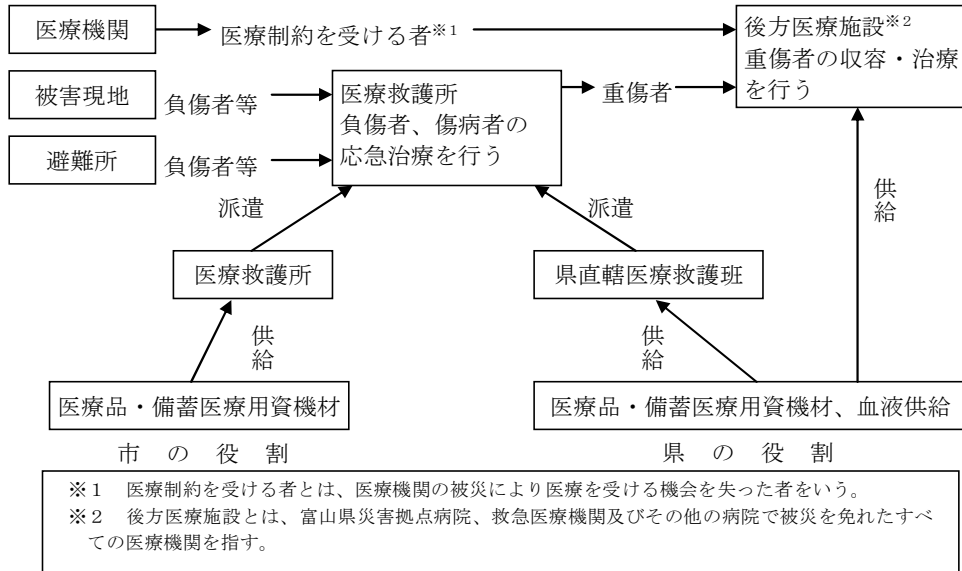 医療機関
医療制約を受ける者※1
後方医療施設※2
重傷者の収容・治療
を行う
被害現地
負傷者等
医療救護所
負傷者、傷病者の
応急治療を行う
重傷者
避難所
負傷者等
派遣
派遣
供給
医療救護所
県直轄医療救護班
供給
供給
医療品・備蓄医療用資機材
医療品・備蓄医療用資機材、血液供給
市の役割
県の役割
※1 医療制約を受ける者とは、医療機関の被災により医療を受ける機会を失った者をいう。
※2 後方医療施設とは、富山県災害拠点病院、救急医療機関及びその他の病院で被災を免れたすべ
ての医療機関を指す。